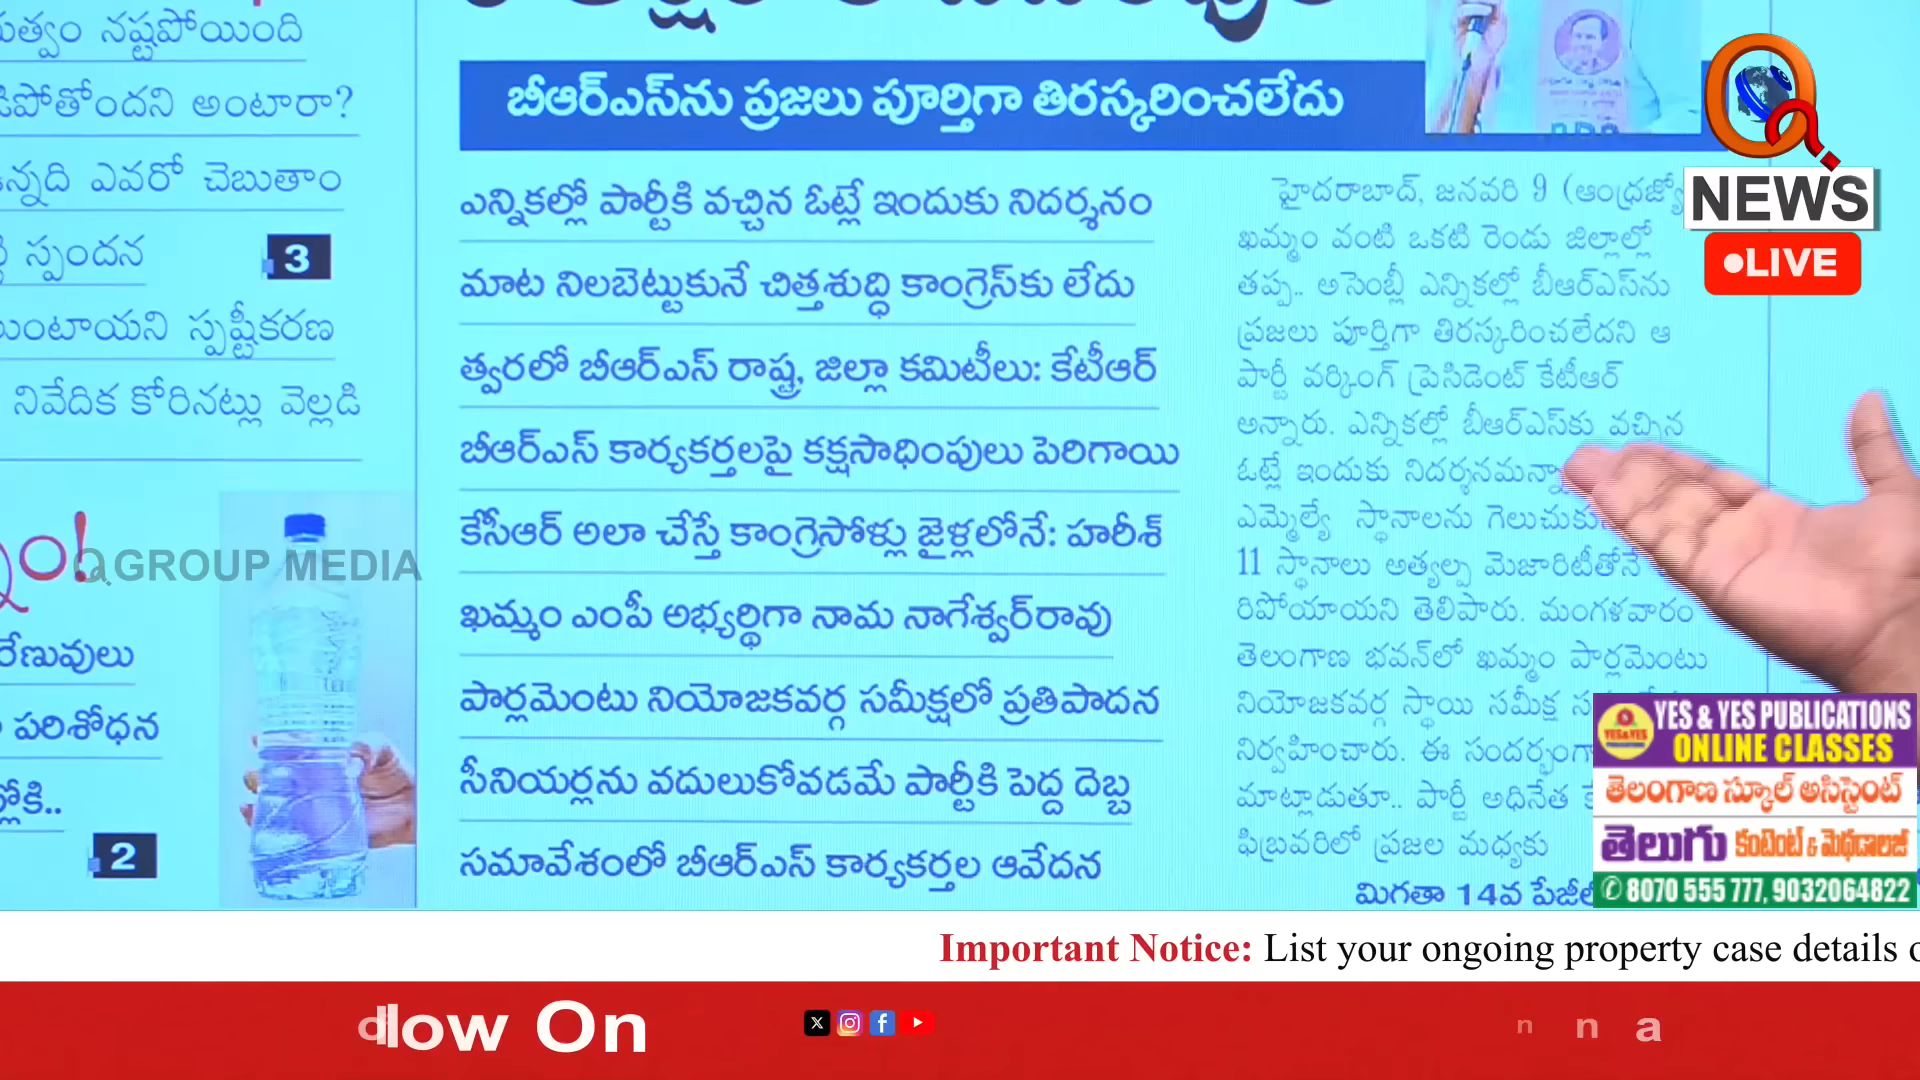 నష్టపోయింది
అంటారా?
ఎవరో చెబుతాం
స్పందన
3
స్పష్టీకరణ
నివేదిక కోరినట్లు వెల్లడి
పరిశోధన
2
GROUP MEDIA
బీఆర్ఎస్‌ను ప్రజలు పూర్తిగా తిరస్కరించలేదు
ఎన్నికల్లో పార్టీకి వచ్చిన ఓట్లే ఇందుకు నిదర్శనం
మాట నిలబెట్టుకునే చిత్తశుద్ధి కాంగ్రెస్‌కు లేదు
త్వరలో బీఆర్ఎస్ రాష్ట్ర, జిల్లా కమిటీలు: కేటీఆర్
బీఆర్ఎస్ కార్యకర్తలపై కక్షసాధింపులు పెరిగాయి
కేసీఆర్ అలా చేస్తే కాంగ్రెసోళ్లు జైళ్లలోనే: హరీశ్
ఖమ్మం ఎంపీ అభ్యర్థిగా నామ నాగేశ్వర్‌రావు
పార్లమెంటు నియోజకవర్గ సమీక్షలో ప్రతిపాదన
సీనియర్లను వదులుకోవడమే పార్టీకి పెద్ద దెబ్బ
సమావేశంలో బీఆర్ఎస్ కార్యకర్తల ఆవేదన
హైదరాబాద్, జనవరి 9
ఖమ్మం వంటి ఒకటి రెండు జిల్లాల్లో
తప్ప.. అసెంబ్లీ ఎన్నికల్లో బీఆర్ఎస్‌ను
ప్రజలు పూర్తిగా తిరస్కరించలేదని ఆ
పార్టీ వర్కింగ్ ప్రెసిడెంట్ కేటీఆర్
అన్నారు. ఎన్నికల్లో బీఆర్ఎస్‌కు వచ్చిన
ఓట్లే ఇందుకు
ఎమ్మెల్యే స్థానాలను
11 స్థానాలు అత్యల్ప మెజారిటీతోనే
రిపోయాయని తెలిపారు. మంగళవారం
తెలంగాణ భవన్‌లో ఖమ్మం పార్లమెంటు
నియోజకవర్గ స్థాయి సమీక్ష
నిర్వహించారు. ఈ
మాట్లాడుతూ.. పార్టీ అధినేత
ఫిబ్రవరిలో ప్రజల మధ్యకు
మిగతా 14వ
Q
NEWS
LIVE
YES & YES PUBLICATIONS
ONLINE CLASSES
తెలంగాణ స్కూల్ అసిస్టెంట్
తెలుగు కంటెంట్ & మెథడాలజీ
8070 555 777, 9032064822
Important Notice: List your ongoing property case details
On